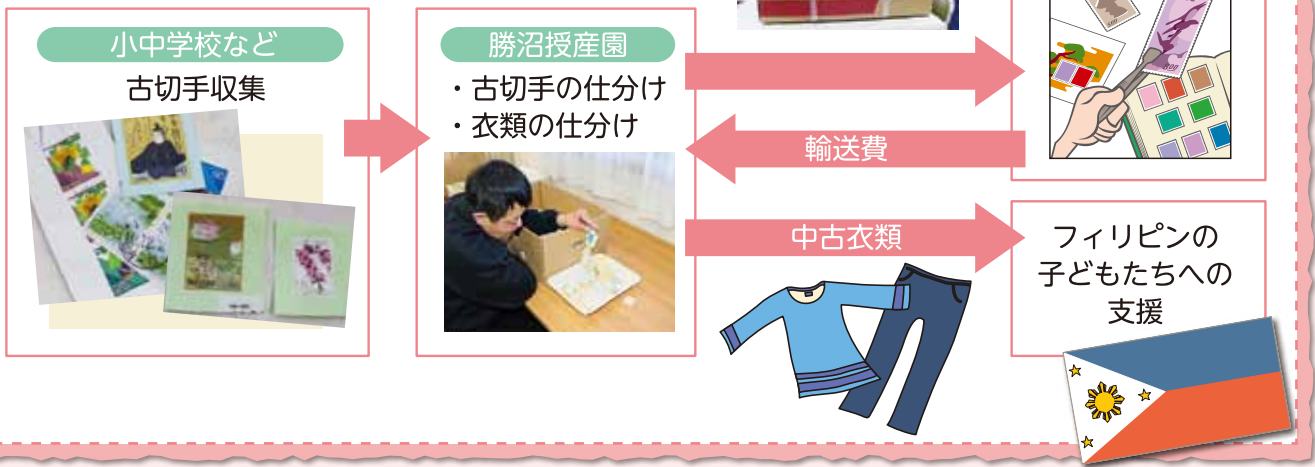 小中学校など
古切手収集
勝沼授産園
・古切手の仕分け
・衣類の仕分け
輸送費
中古衣類
フィリピンの
子どもたちへの
支援